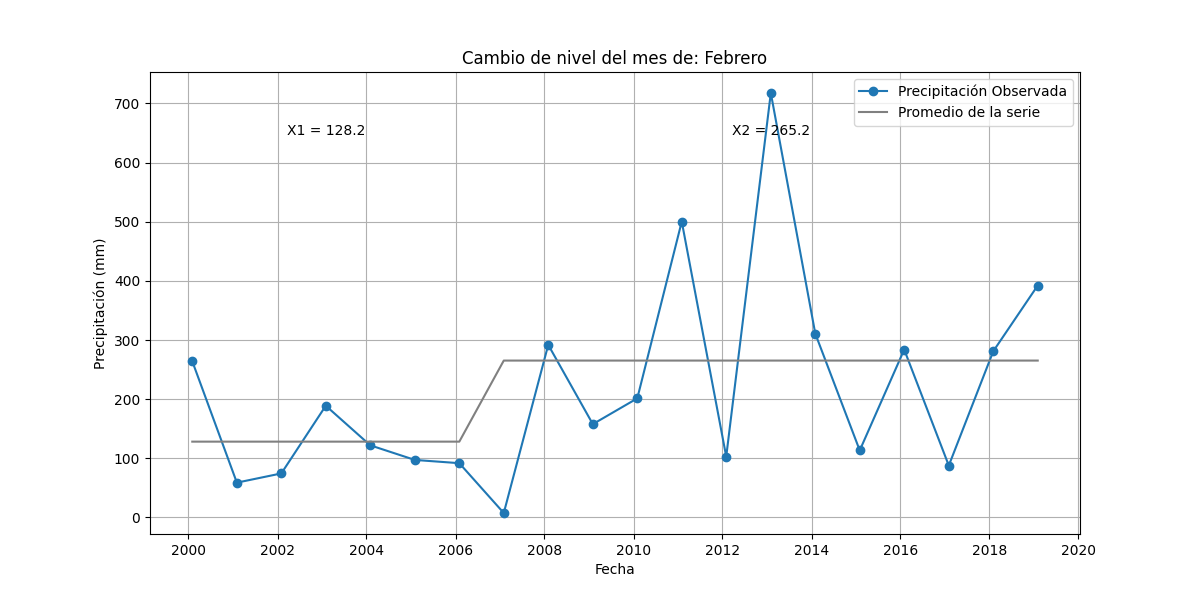 Cambio de nivel del mes de: Febrero
Precipitación Observada
Promedio de la serie
X1 = 128.2
X2 = 265.2
Precipitación (mm)
700
600
500
400
300
200
100
0
2000 2002 2004 2006 2008 2010 2012 2014 2016 2018 2020
Fecha